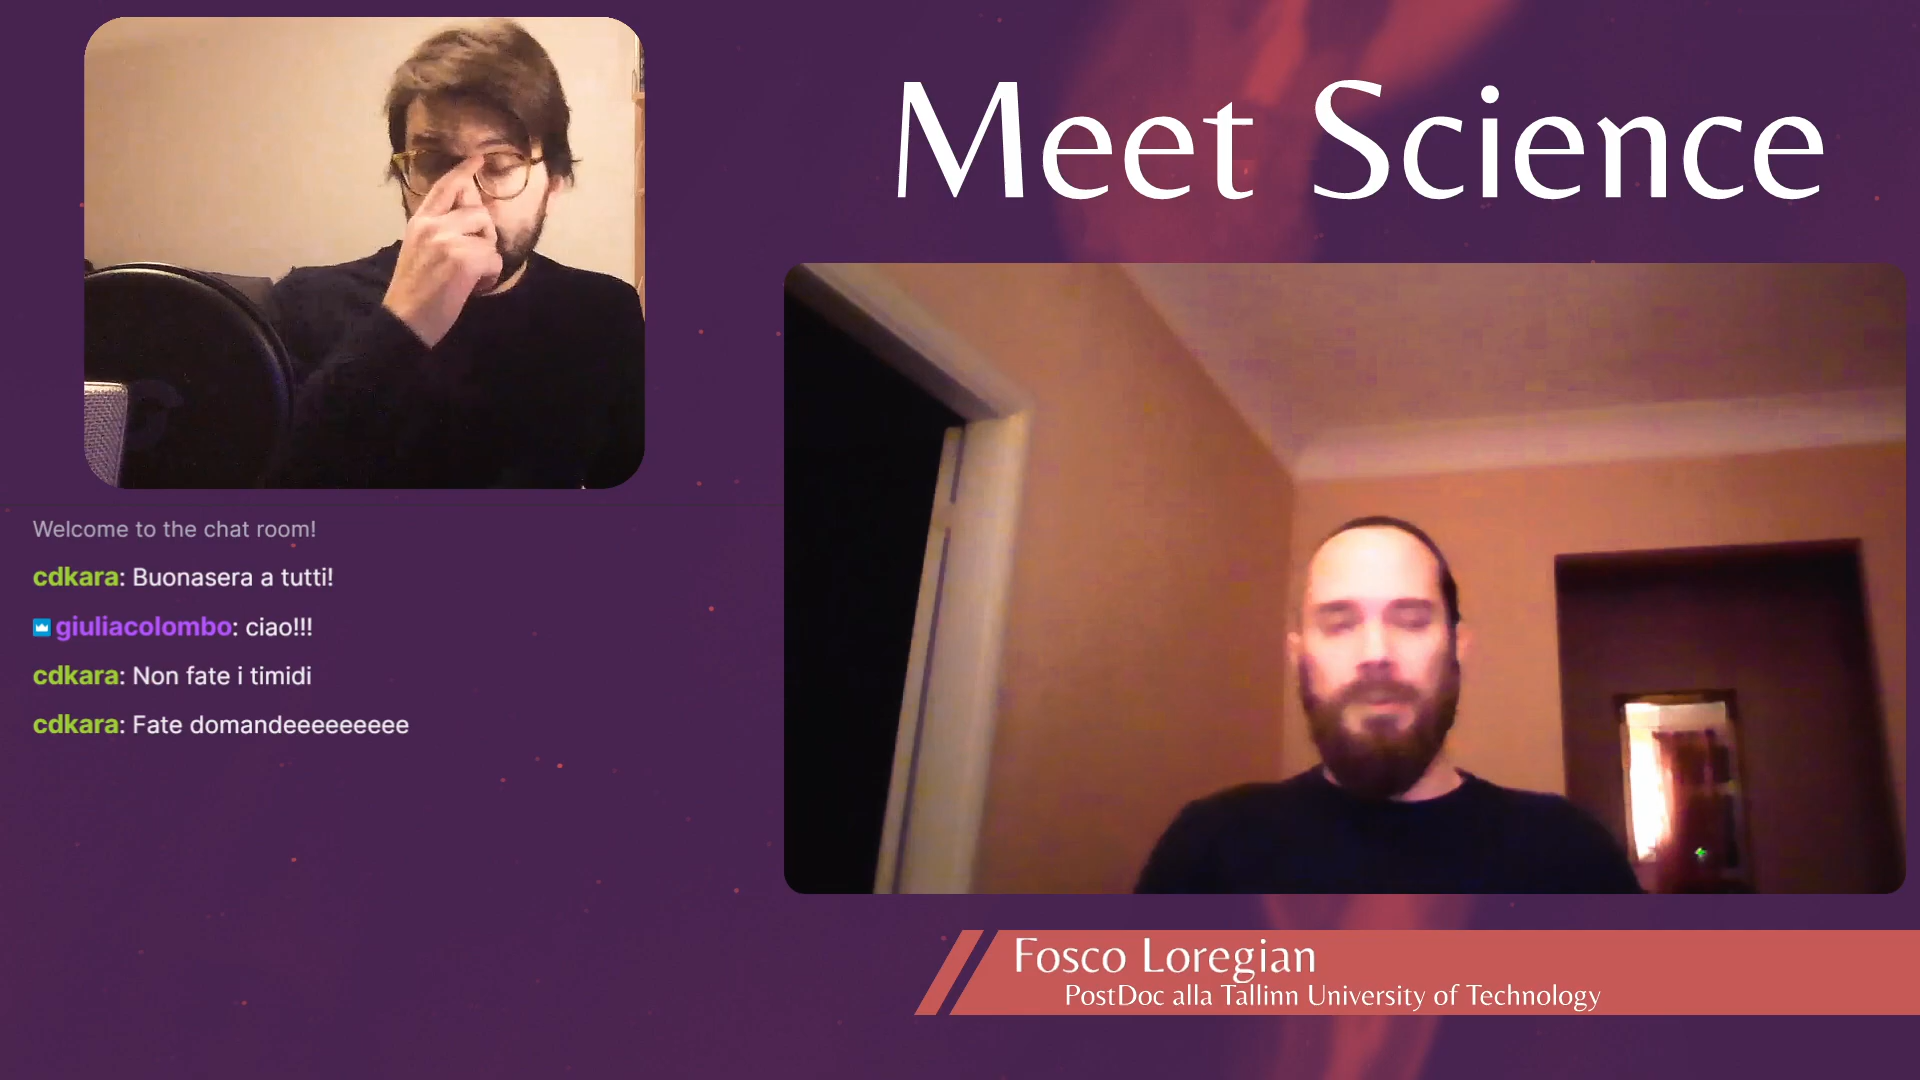 Meet Science
Welcome to the chat room!
cdkara: Buonasera a tutti!
giuliacolombo: ciao!!!
cdkara: Non fate i timidi
cdkara: Fate domandeeeeeeeee
Fosco Loregian
PostDoc alla Tallinn University of Technology